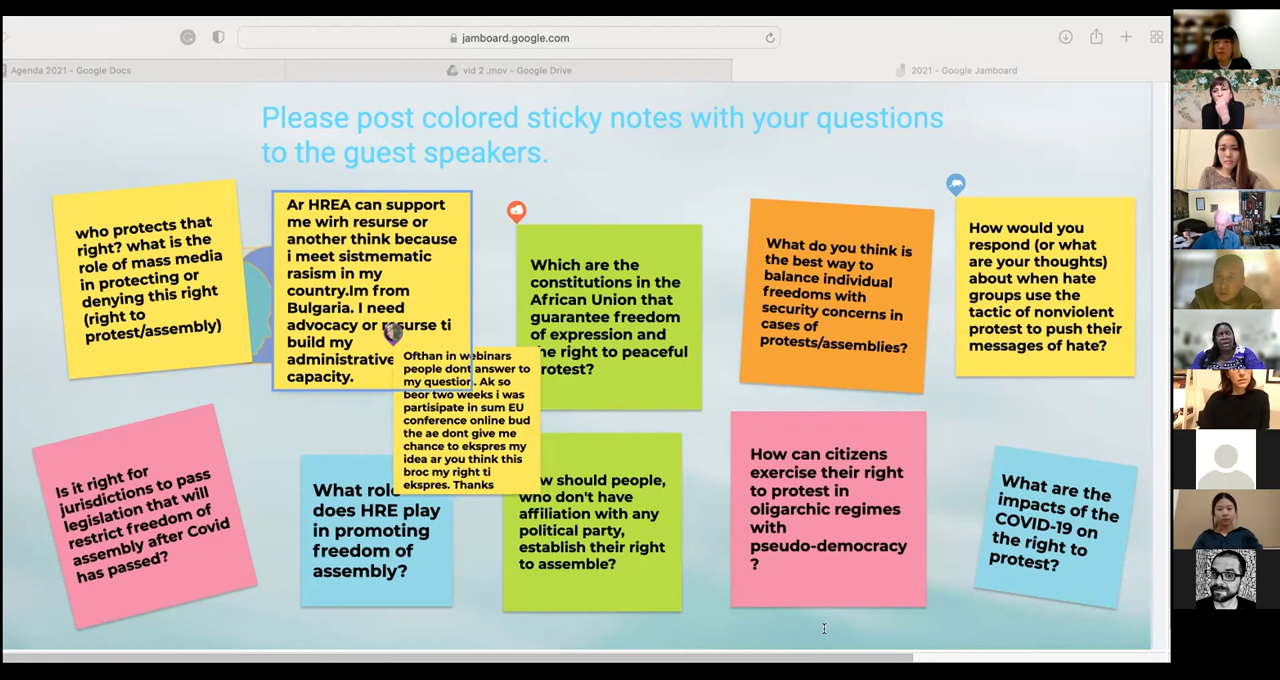 jamboard.google.com
Agenda 2021 - Google Docs
vid 2 .mov - Google Drive
2021 - Google Jamboard
Please post colored sticky notes with your questions
to the guest speakers.
who protects that
right? what is the
role of mass media
in protecting or
denying this right
(right to
protest/assembly)
Ar HREA can support
me wirh resurse or
another think because
i meet sistmematic
rasism in my
country.Im from
Bulgaria. I need
advocacy or resurse ti
build my
administrative
capacity.
Ofthan in webinars
people dont answer to
my question. Ak so
beor two weeks i was
partisipate in sum EU
conference online bud
the ae dont give me
chance to ekspres my
idea ar you think this
broc my right ti
ekspres. Thanks
Which are the
constitutions in the
African Union that
guarantee freedom
of expression and
the right to peaceful
protest?
What do you think is
the best way to
balance individual
freedoms with
security concerns in
cases of
protests/assemblies?
How would you
respond (or what
are your thoughts)
about when hate
groups use the
tactic of nonviolent
protest to push their
messages of hate?
Is it right for
jurisdictions to pass
legislation that will
restrict freedom of
assembly after Covid
has passed?
What role
does HRE play
in promoting
freedom of
assembly?
How should people,
who don't have
affiliation with any
political party,
establish their right
to assemble?
How can citizens
exercise their right
to protest in
oligarchic regimes
with
pseudo-democracy
?
What are the
impacts of the
COVID-19 on
the right to
protest?